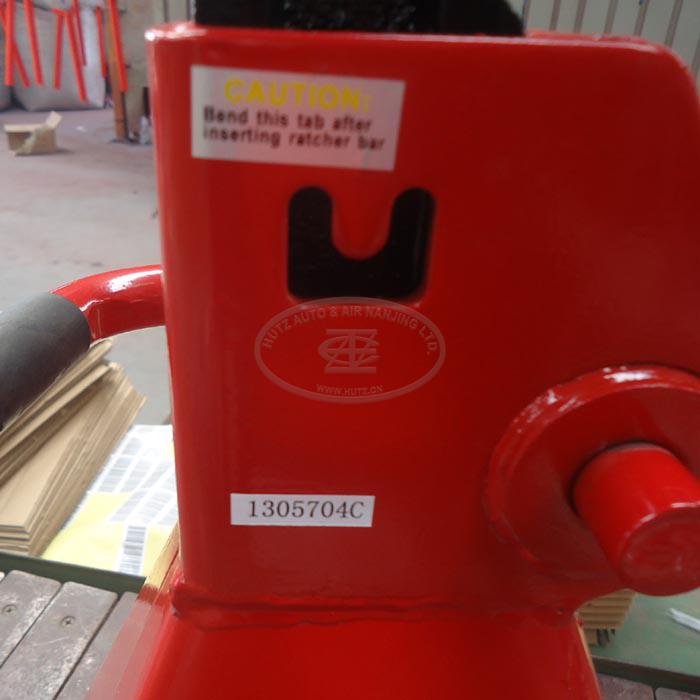 CAUTION:
Bend this tab after
inserting ratcher bar
HUTZ AUTO & AIR NANJING LTD.
WWW.HUTZ.CN
1305704C